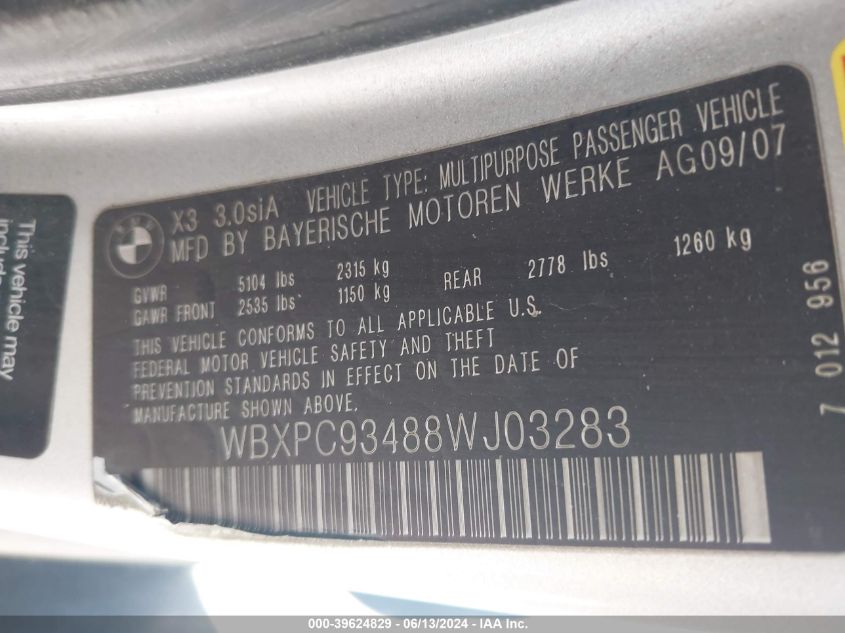 X3 3.0siA VEHICLE TYPE: MULTIPURPOSE PASSENGER VEHICLE
MFD BY BAYERISCHE MOTOREN WERKE AG09/07
GVWR 5104 lbs 2315 kg
GAWR FRONT 2535 lbs 1150 kg REAR 2778 lbs 1260 kg
THIS VEHICLE CONFORMS TO ALL APPLICABLE U.S.
FEDERAL MOTOR VEHICLE SAFETY AND THEFT
PREVENTION STANDARDS IN EFFECT ON THE DATE OF
MANUFACTURE SHOWN ABOVE.
WBXPC93488WJ03283
7 012 956
This vehicle may
000-39624829 - 06/13/2024 - IAA Inc.